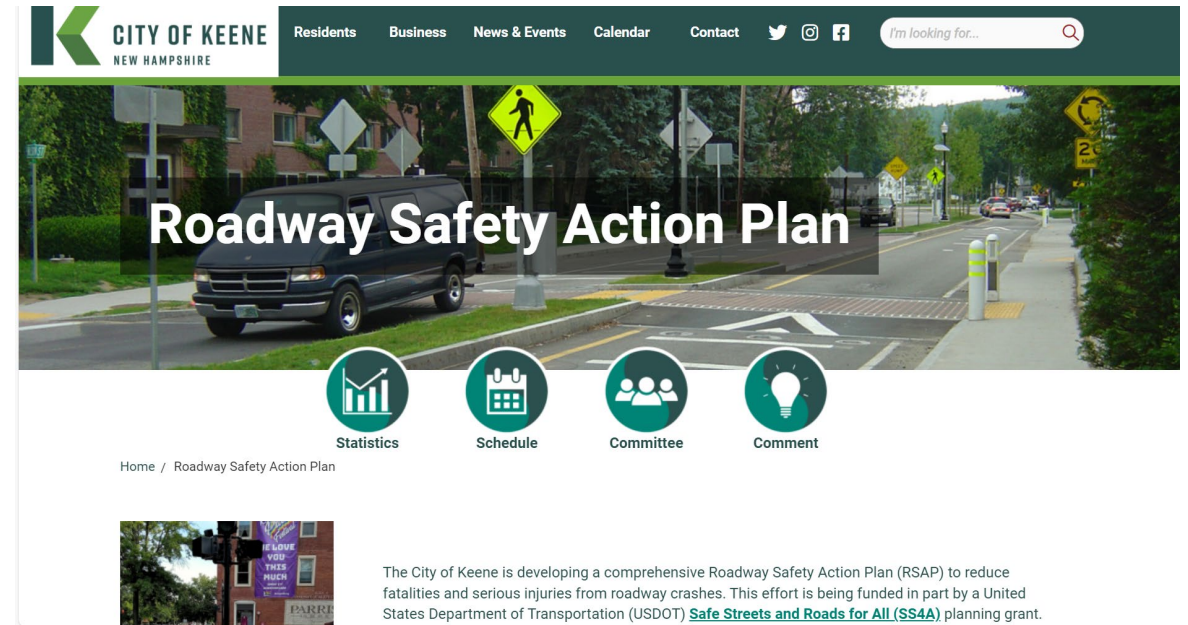 CITY OF KEENE
NEW HAMPSHIRE
Residents Business News & Events Calendar Contact I'm looking for...
Roadway Safety Action Plan
Statistics Schedule Committee Comment
Home / Roadway Safety Action Plan
WE LOVE
YOU
THIS
MUCH
PARRIS
The City of Keene is developing a comprehensive Roadway Safety Action Plan (RSAP) to reduce
fatalities and serious injuries from roadway crashes. This effort is being funded in part by a United
States Department of Transportation (USDOT) Safe Streets and Roads for All (SS4A) planning grant.